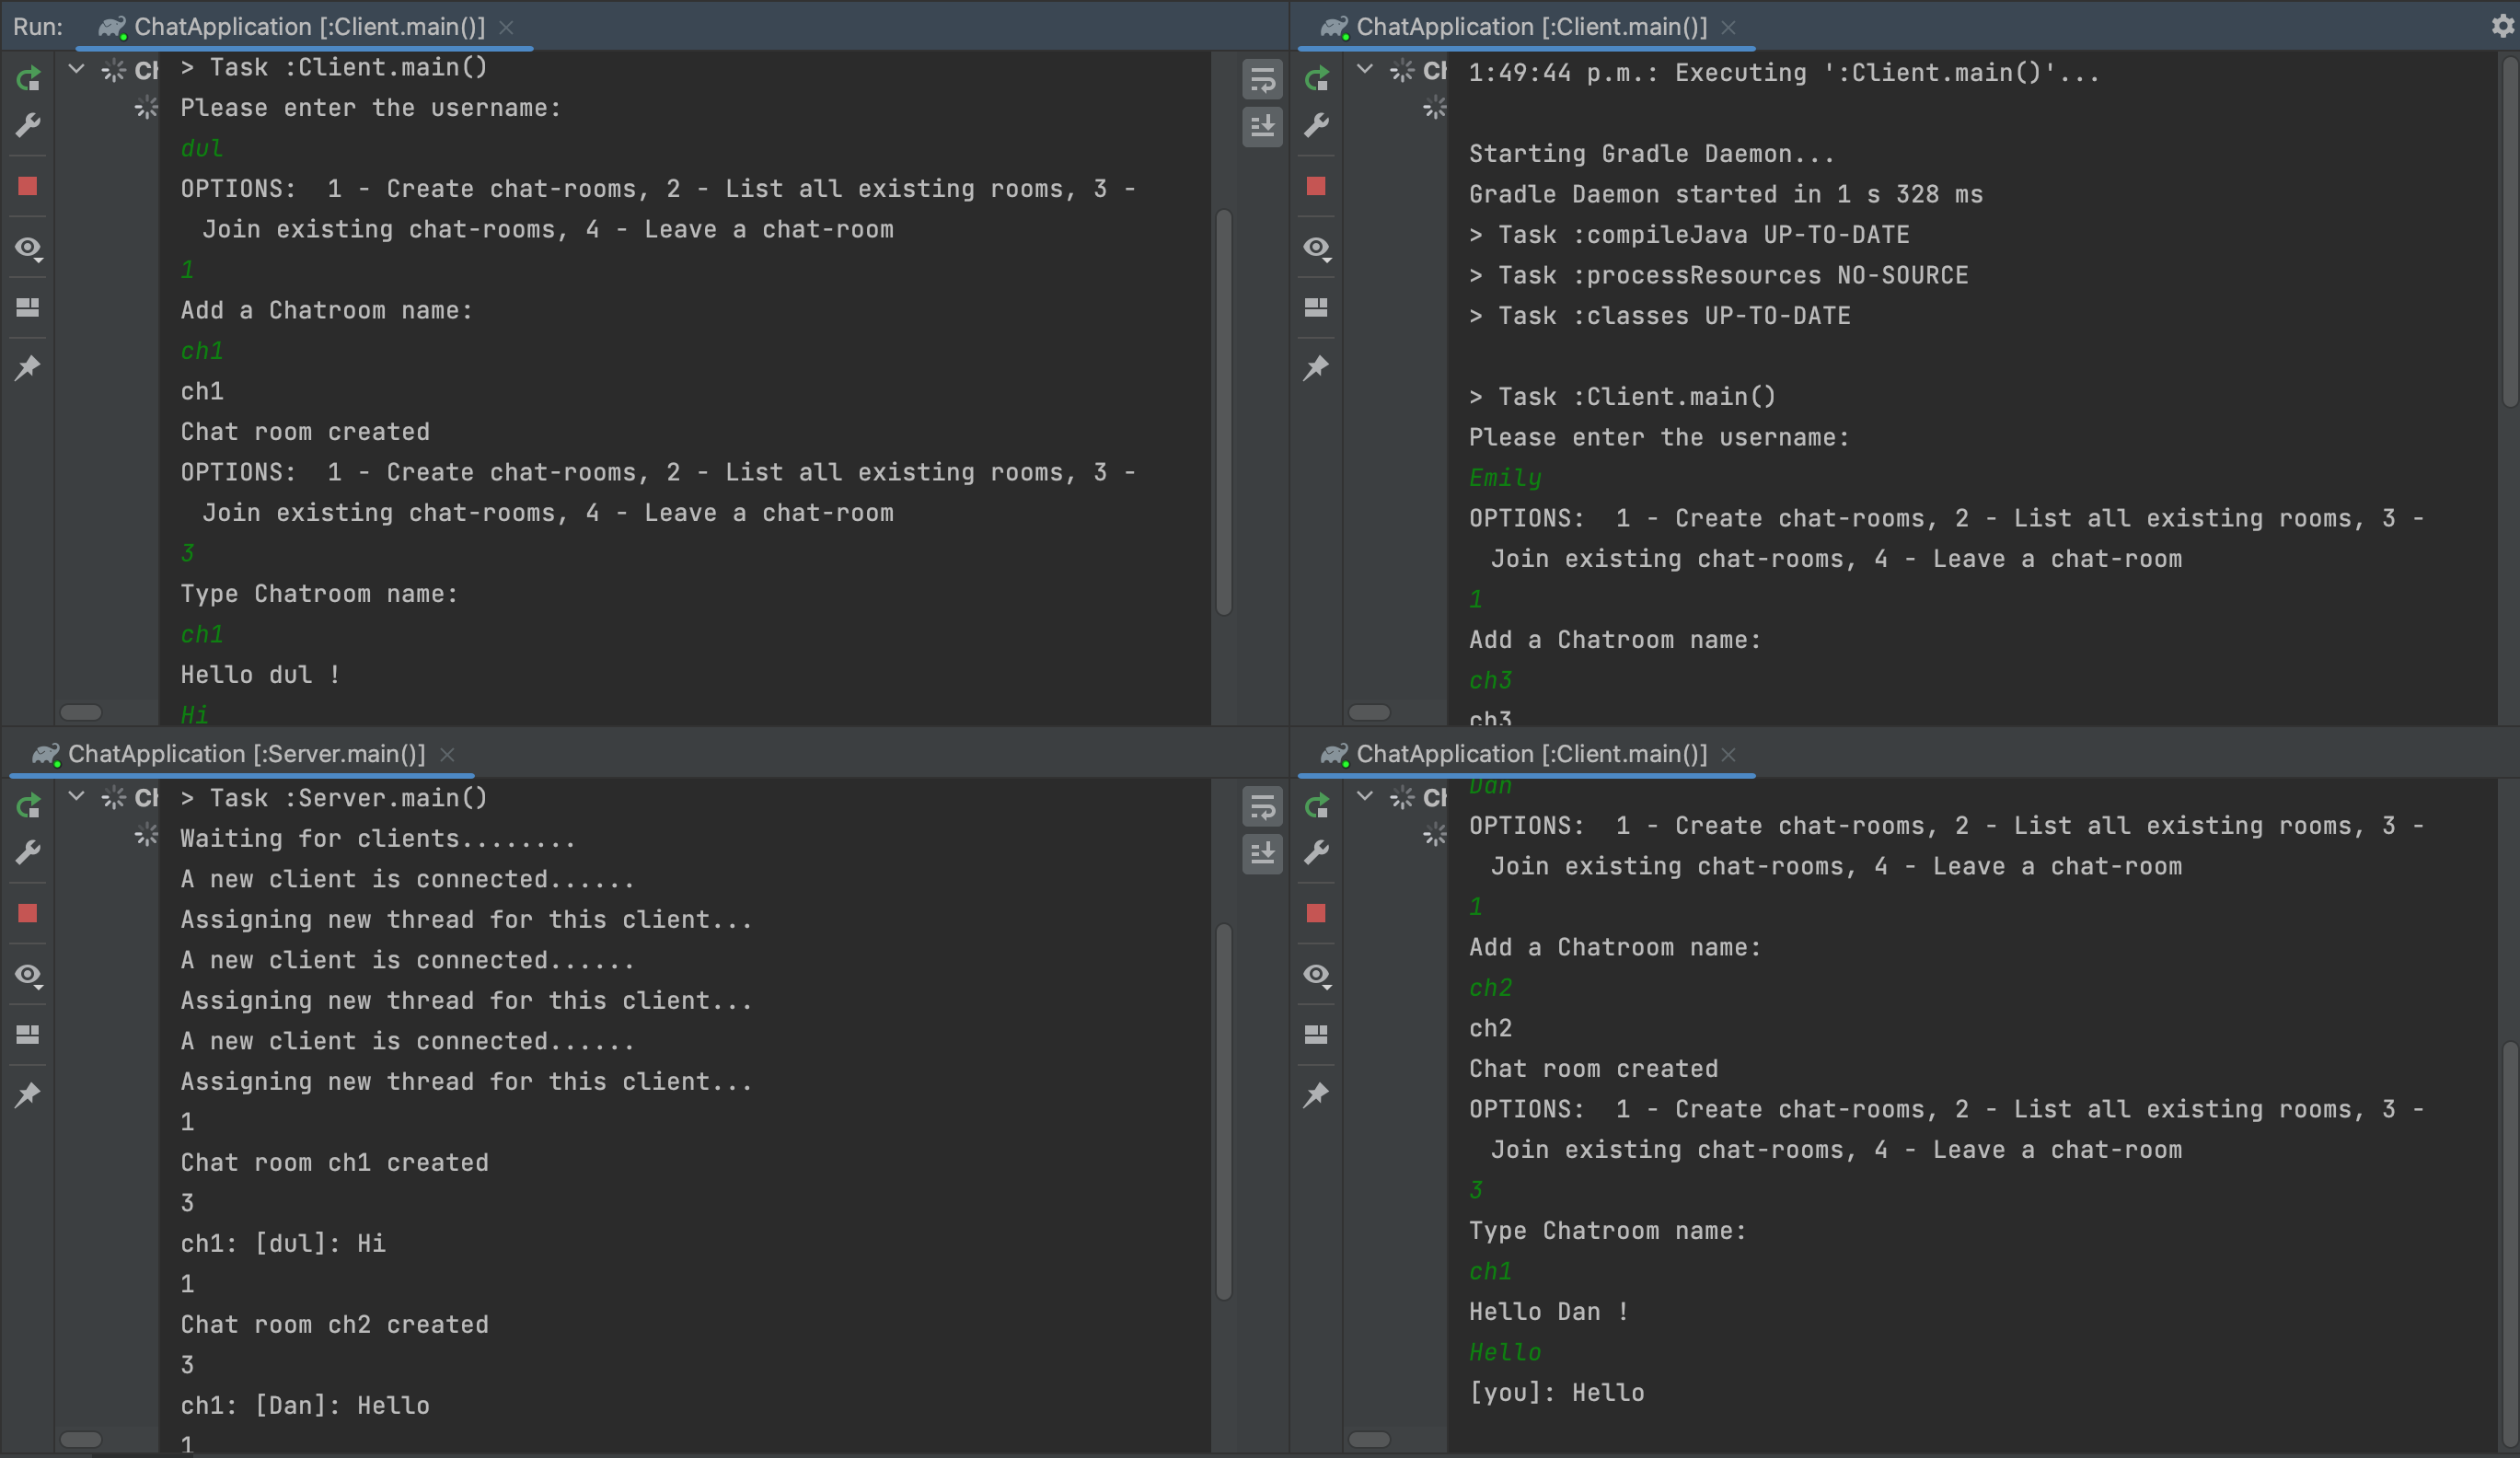 Run: ChatApplication [:Client.main()]
> Task :Client.main()
Please enter the username:
dul
OPTIONS:  1 - Create chat-rooms, 2 - List all existing rooms, 3 -
Join existing chat-rooms, 4 - Leave a chat-room
1
Add a Chatroom name:
ch1
ch1
Chat room created
OPTIONS:  1 - Create chat-rooms, 2 - List all existing rooms, 3 -
Join existing chat-rooms, 4 - Leave a chat-room
3
Type Chatroom name:
ch1
Hello dul !
Hi
ChatApplication [:Client.main()]
1:49:44 p.m.: Executing ':Client.main()'...
Starting Gradle Daemon...
Gradle Daemon started in 1 s 328 ms
> Task :compileJava UP-TO-DATE
> Task :processResources NO-SOURCE
> Task :classes UP-TO-DATE
> Task :Client.main()
Please enter the username:
Emily
OPTIONS:  1 - Create chat-rooms, 2 - List all existing rooms, 3 -
Join existing chat-rooms, 4 - Leave a chat-room
1
Add a Chatroom name:
ch3
ch3
ChatApplication [:Server.main()]
> Task :Server.main()
Waiting for clients........
A new client is connected......
Assigning new thread for this client...
A new client is connected......
Assigning new thread for this client...
A new client is connected......
Assigning new thread for this client...
1
Chat room ch1 created
3
ch1: [dul]: Hi
1
Chat room ch2 created
3
ch1: [Dan]: Hello
1
ChatApplication [:Client.main()]
Dan
OPTIONS:  1 - Create chat-rooms, 2 - List all existing rooms, 3 -
Join existing chat-rooms, 4 - Leave a chat-room
1
Add a Chatroom name:
ch2
ch2
Chat room created
OPTIONS:  1 - Create chat-rooms, 2 - List all existing rooms, 3 -
Join existing chat-rooms, 4 - Leave a chat-room
3
Type Chatroom name:
ch1
Hello Dan !
Hello
[you]: Hello